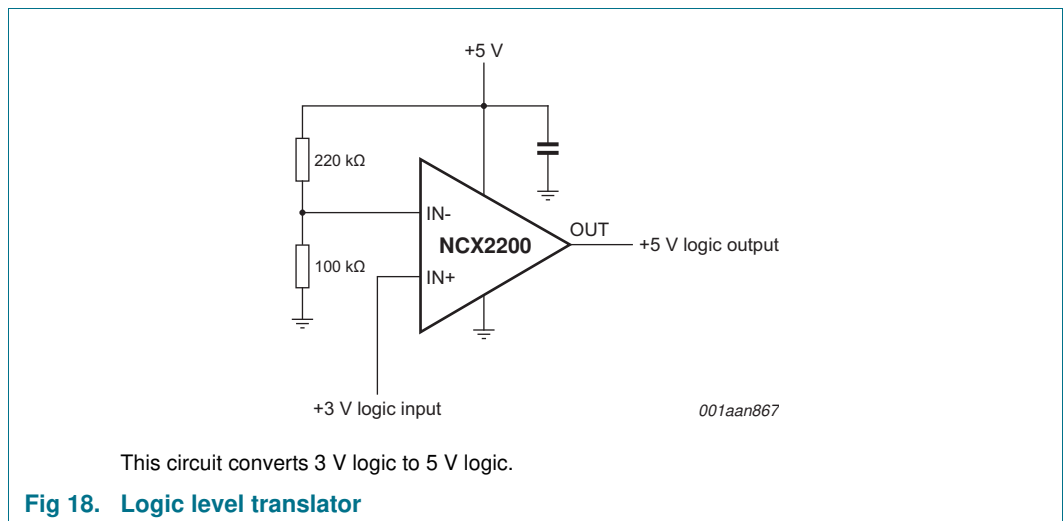 +5 V
220 kΩ
IN-
OUT
NCX2200
+5 V logic output
100 kΩ
IN+
+3 V logic input
001aan867
This circuit converts 3 V logic to 5 V logic.
Fig 18. Logic level translator